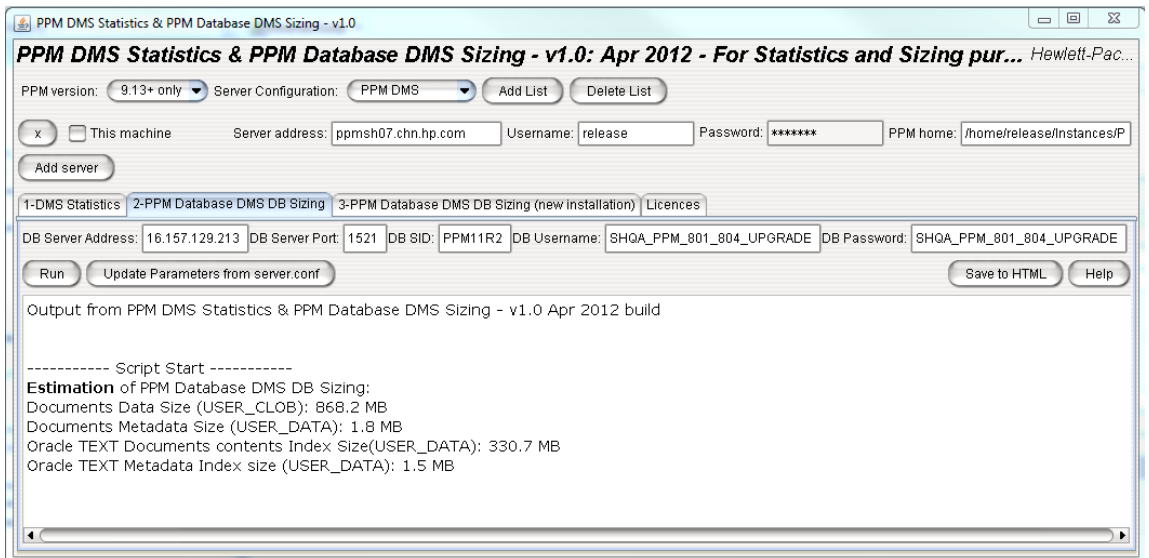 PPM DMS Statistics & PPM Database DMS Sizing - v1.0
PPM DMS Statistics & PPM Database DMS Sizing - v1.0: Apr 2012 - For Statistics and Sizing pur... Hewlett-Pac...
PPM version: 9.13+ only Server Configuration: PPM DMS Add List Delete List
x This machine Server address: ppmsh07.chn.hp.com Username: release Password: ******* PPM home: /home/release/Instances/P
Add server
1-DMS Statistics 2-PPM Database DMS DB Sizing 3-PPM Database DMS DB Sizing (new installation) Licences
DB Server Address: 16.157.129.213 DB Server Port: 1521 DB SID: PPM11R2 DB Username: SHQA_PPM_801_804_UPGRADE DB Password: SHQA_PPM_801_804_UPGRADE
Run Update Parameters from server.conf Save to HTML Help
Output from PPM DMS Statistics & PPM Database DMS Sizing - v1.0 Apr 2012 build
----------- Script Start -----------
Estimation of PPM Database DMS DB Sizing:
Documents Data Size (USER_CLOB): 868.2 MB
Documents Metadata Size (USER_DATA): 1.8 MB
Oracle TEXT Documents contents Index Size(USER_DATA): 330.7 MB
Oracle TEXT Metadata Index size (USER_DATA): 1.5 MB